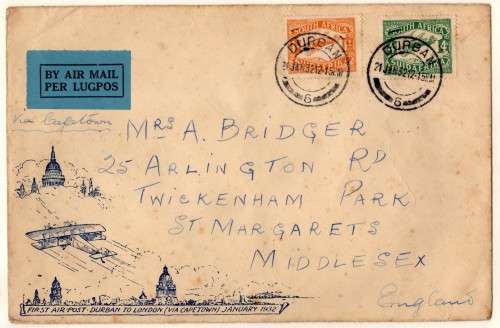 BY AIR MAIL
PER LUGPOS
Via Capetown
SOUTH AFRICA
DURBAN
6
SOUTH AFRICA
DURBAN
6
MRS A. BRIDGER
25 ARLINGTON RD
TWICKENHAM PARK
ST MARGARETS
MIDDLESEX
England
FIRST AIR POST - DURBAN TO LONDON (VIA CAPETOWN) JANUARY 1932